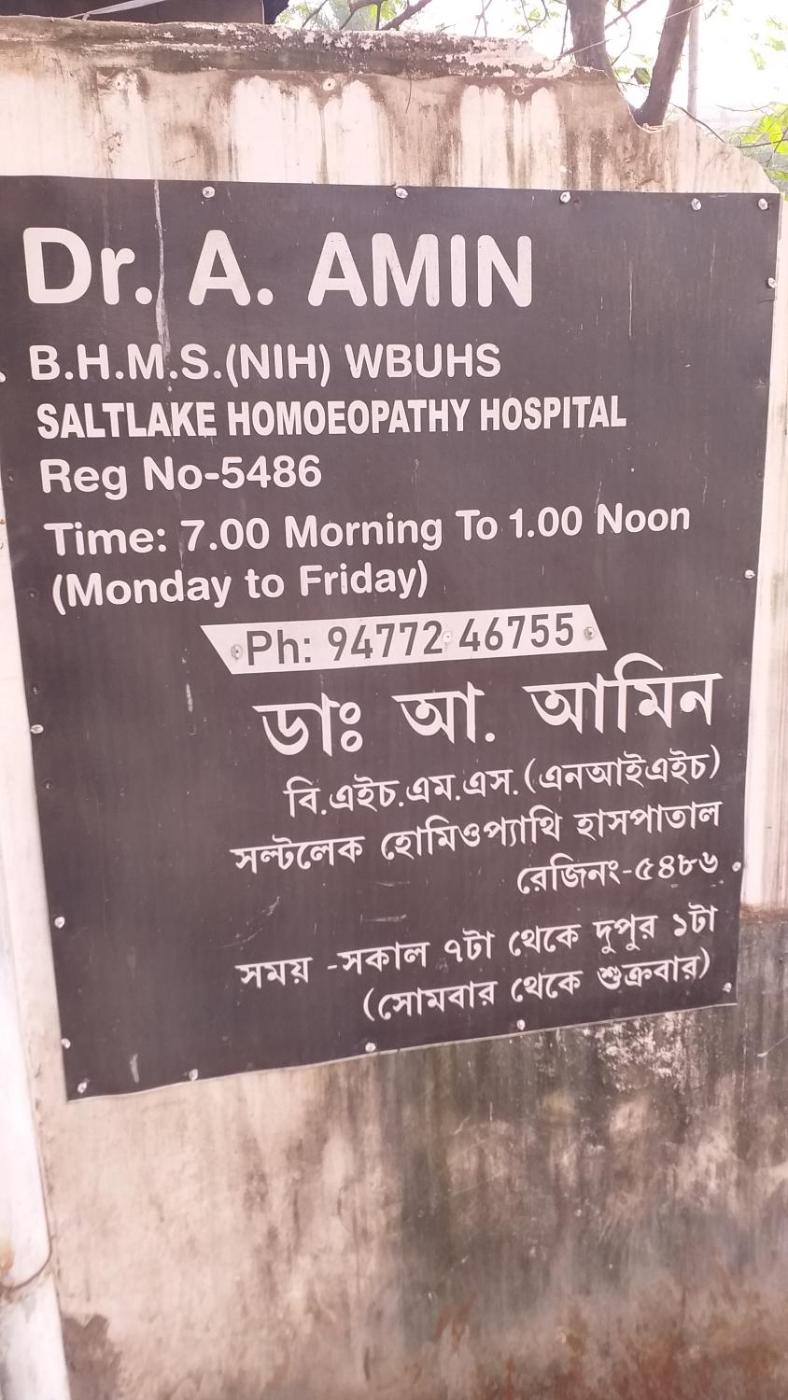 Dr. A. AMIN
B.H.M.S.(NIH) WBUHS
SALTLAKE HOMOEOPATHY HOSPITAL
Reg No-5486
Time: 7.00 Morning To 1.00 Noon
(Monday to Friday)
Ph: 94772 46755
ডাঃ আ. আমিন
বি.এইচ.এম.এস.(এনআইএইচ)
সল্টলেক হোমিওপ্যাথি হাসপাতাল
রেজিনং-৫৪৮৬
সময় -সকাল ৭টা থেকে দুপুর ১টা
(সোমবার থেকে শুক্রবার)